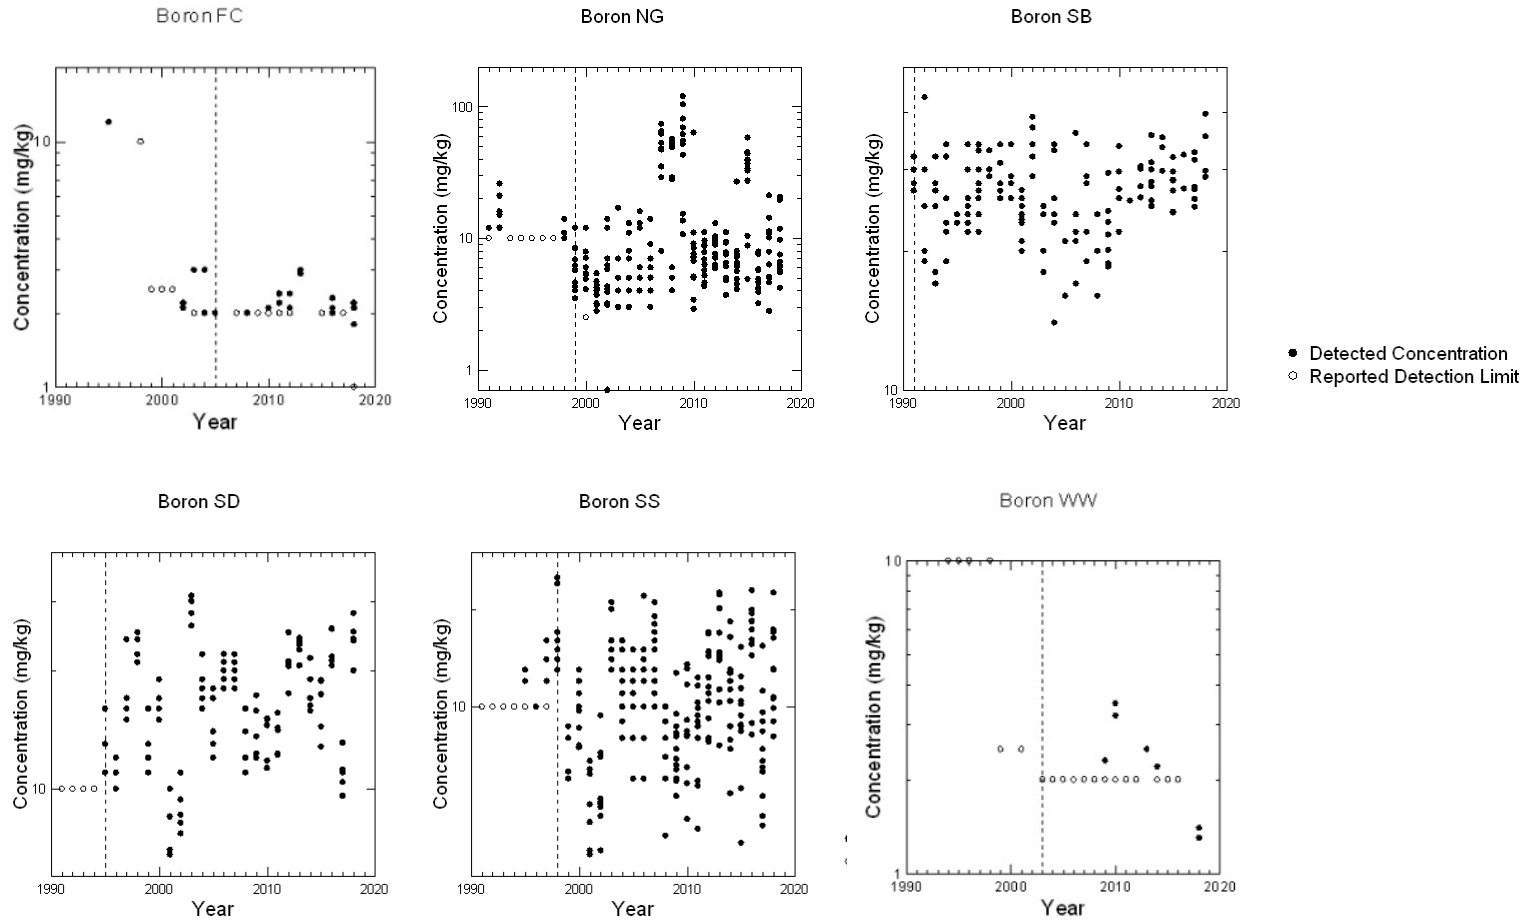 Boron FC
Boron NG
Boron SB
Concentration (mg/kg)
10
1
1990 2000 2010 2020
Year
Concentration (mg/kg)
100
10
1
1990 2000 2010 2020
Year
Concentration (mg/kg)
10
1990 2000 2010 2020
Year
Detected Concentration
Reported Detection Limit
Boron SD
Boron SS
Boron WW
Concentration (mg/kg)
10
1990 2000 2010 2020
Year
Concentration (mg/kg)
10
1990 2000 2010 2020
Year
Concentration (mg/kg)
10
1
1990 2000 2010 2020
Year